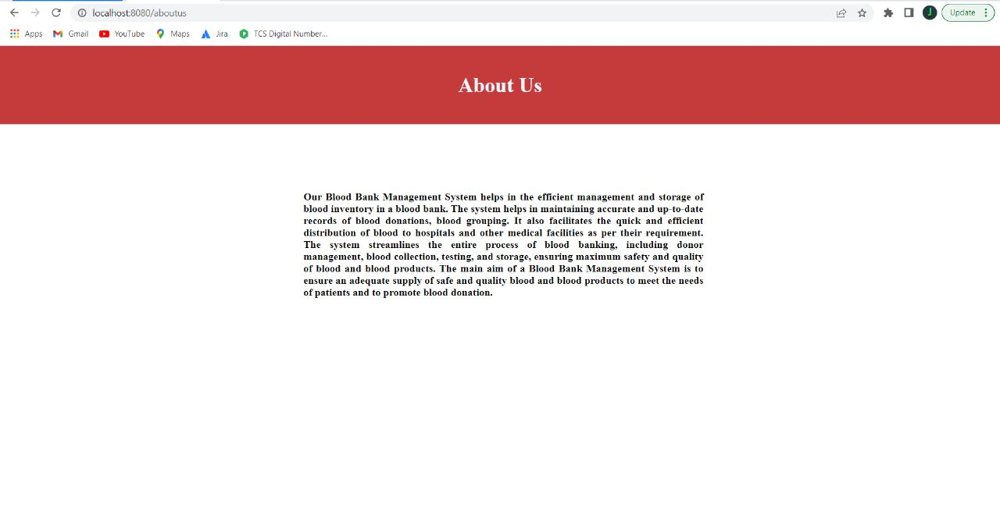 localhost:8080/aboutus
J
Update
Apps
Gmail
YouTube
Maps
Jira
TCS Digital Number...
About Us
Our Blood Bank Management System helps in the efficient management and storage of
blood inventory in a blood bank. The system helps in maintaining accurate and up-to-date
records of blood donations, blood grouping. It also facilitates the quick and efficient
distribution of blood to hospitals and other medical facilities as per their requirement.
The system streamlines the entire process of blood banking, including donor
management, blood collection, testing, and storage, ensuring maximum safety and quality
of blood and blood products. The main aim of a Blood Bank Management System is to
ensure an adequate supply of safe and quality blood and blood products to meet the needs
of patients and to promote blood donation.